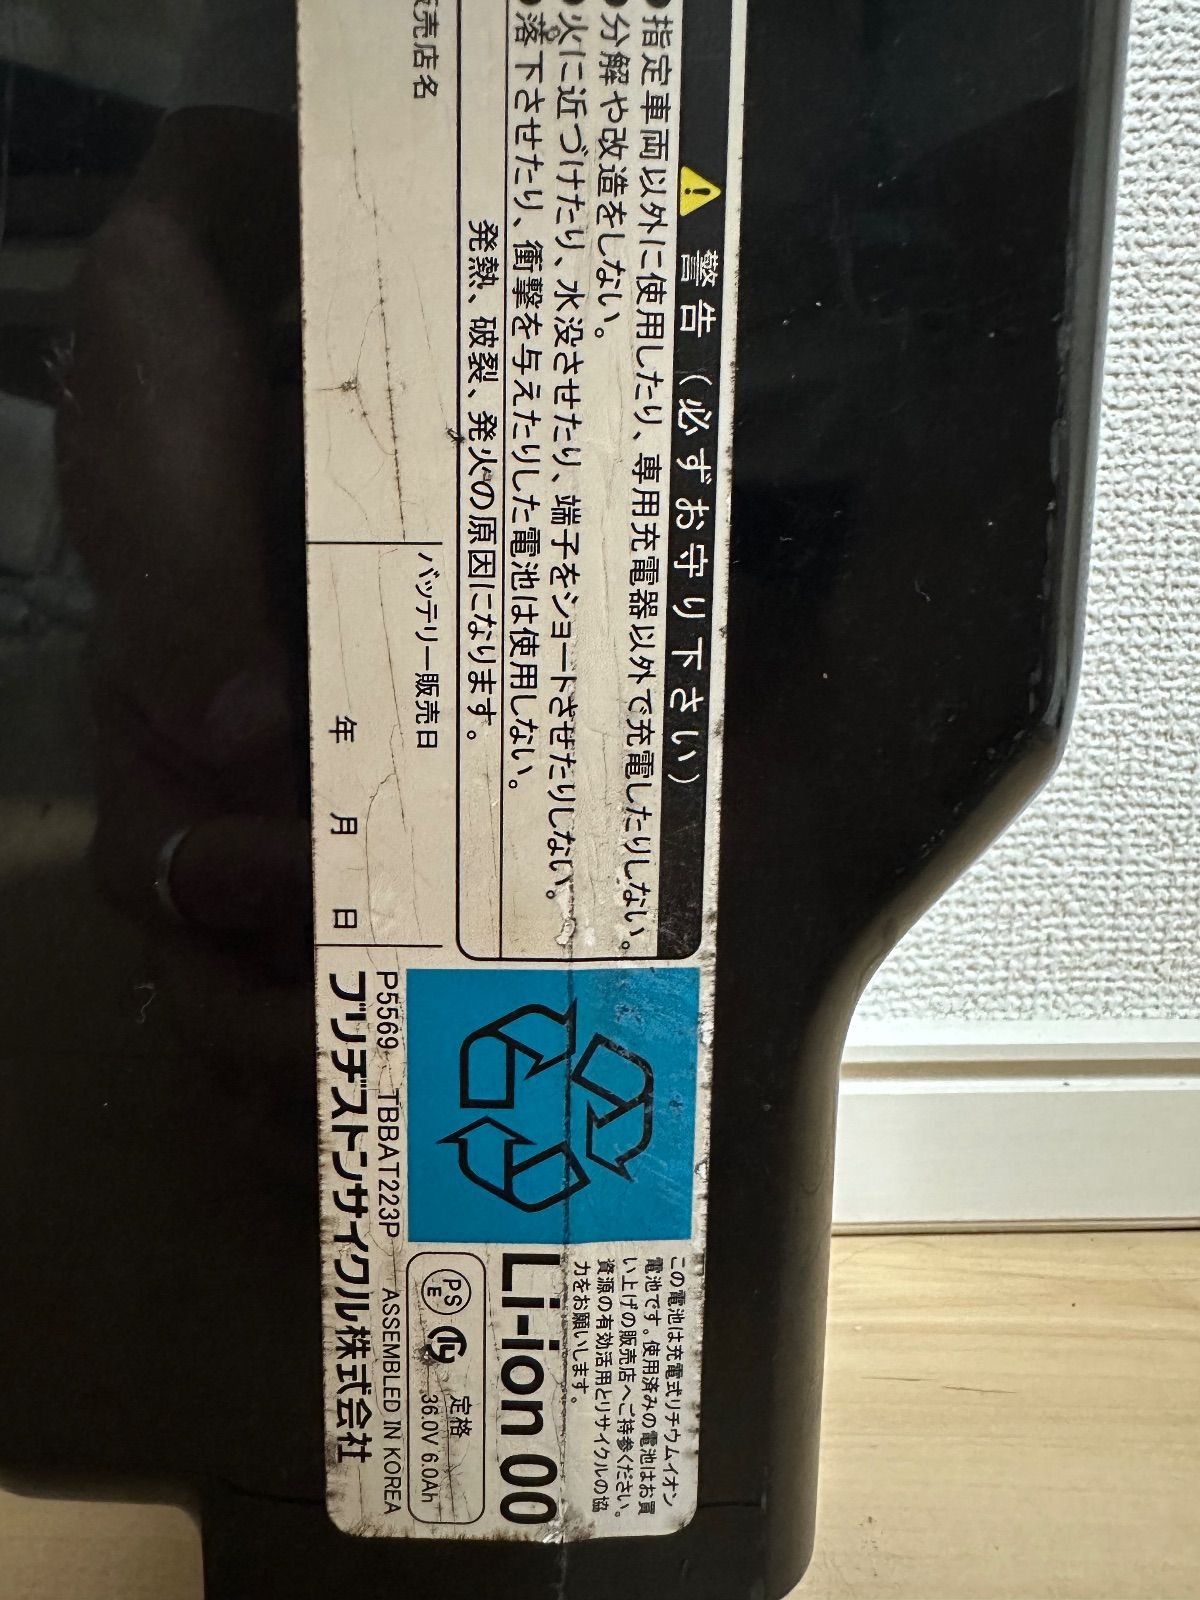 警告(必ずお守り下さい)
●指定車両以外に使用したり、専用充電器以外で充電したりしない。
●分解や改造をしない。
●火に近づけたり、水没させたり、端子をショートさせたりしない。
●落下させたり、衝撃を与えたりした電池は使用しない。
発熱、破裂、発火の原因になります。
販売店名
バッテリー販売日
年 月 日
この電池は充電式リチウムイオン
電池です。使用済みの電池はお買
い上げの販売店へご持参ください。
資源の有効活用とリサイクルの協
力をお願いします。
Li-ion 00
PS
E
定格
36.0V 6.0Ah
P5569 TBBAT223P ASSEMBLED IN KOREA
ブリヂストンサイクル株式会社